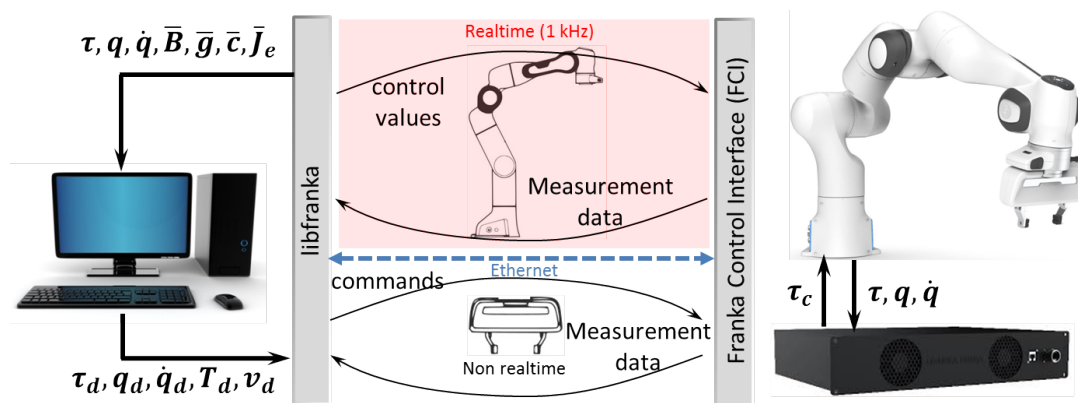 τ, q, q̇, B̅, g̅, c̅, J̅ₑ
Realtime (1 kHz)
control
values
Measurement
data
libfranka
Ethernet
commands
Measurement
data
Non realtime
Franka Control Interface (FCI)
τ_d, q_d, q̇_d, T_d, v_d
τ_c
τ, q, q̇